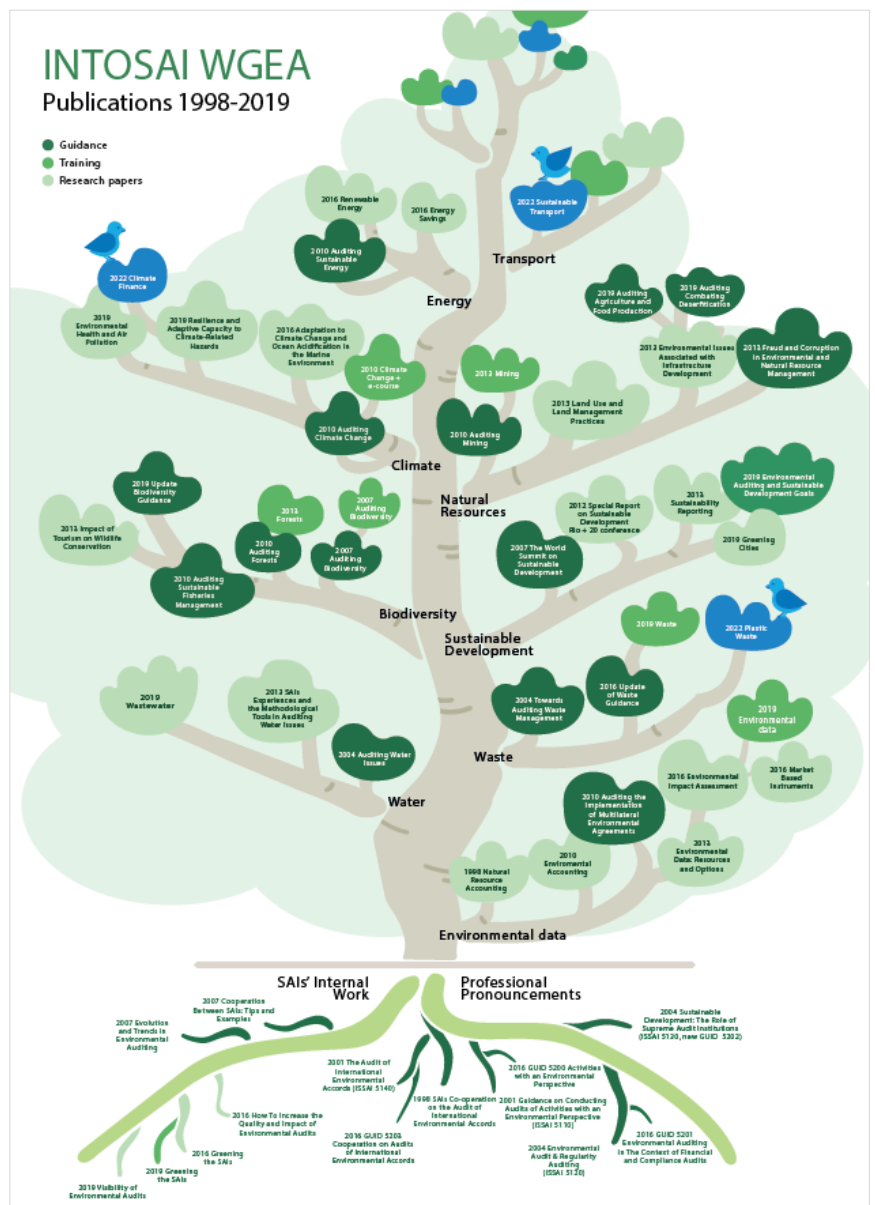 INTOSAI WGEA
Publications 1998-2019
Guidance
Training
Research papers
2022 Sustainable
Transport
Transport
2016 Renewable
Energy
2016 Energy
Savings
2010 Auditing
Sustainable
Energy
Energy
2022 Climate
Finance
2019
Environmental
Health and Air
Pollution
2019 Resilience and
Adaptive Capacity to
Climate-Related
Hazards
2016 Adaptation to
Climate Change and
Ocean Acidification in
the Marine
Environment
2010 Climate
Change +
e-course
2010 Auditing
Climate Change
Climate
2019 Auditing
Agriculture and
Food Production
2019 Auditing
Combating
Desertification
2013 Environmental Issues
Associated with
Infrastructure
Development
2013 Fraud and Corruption
in Environmental and
Natural Resource
Management
2013 Mining
2013 Land Use and
Land Management
Practices
2010 Auditing
Mining
Natural
Resources
2019 Update
Biodiversity
Guidance
2013 Impact of
Tourism on Wildlife
Conservation
2013
Forests
2007
Auditing
Biodiversity
2010
Auditing
Forests
2007
Auditing
Biodiversity
2010 Auditing
Sustainable
Fisheries
Management
Biodiversity
2019 Environmental
Auditing and Sustainable
Development Goals
2013
Sustainability
Reporting
2012 Special Report
on Sustainable
Development
Rio + 20 conference
2019 Greening
Cities
2007 The World
Summit on
Sustainable
Development
Sustainable
Development
2019 Waste
2022 Plastic
Waste
2004 Towards
Auditing Waste
Management
2016 Update
of Waste
Guidance
Waste
2019
Wastewater
2013 SAIs
Experiences and
the Methodological
Tools in Auditing
Water Issues
2004 Auditing Water
Issues
Water
2019
Environmental
data
2016 Environmental
Impact Assessment
2016 Market
Based
Instruments
2010 Auditing the
Implementation
of Multilateral
Environmental
Agreements
2013
Environmental
Data: Resources
and Options
2010
Enviromental
Accounting
1998 Natural
Resource
Accounting
Environmental data
SAIs' Internal
Work
Professional
Pronouncements
2007 Cooperation
Between SAIs: Tips and
Examples
2007 Evolution
and Trends in
Environmental
Auditing
2016 How To Increase the
Quality and Impact of
Environmental Audits
2016 Greening
the SAIs
2019 Greening
the SAIs
2019 Visibility of
Environmental Audits
2001 The Audit of
International
Environmental
Accords (ISSAI 5140)
1998 SAIs Co-operation
on the Audit of
International
Environmental Accords
2016 GUID 5203
Cooperation on Audits
of International
Environmental Accords
2016 GUID 5200 Activities
with an Environmental
Perspective
2001 Guidance on Conducting
Audits of Activities with an
Environmental Perspective
(ISSAI 5110)
2004 Environmental
Audit & Regularity
Auditing
(ISSAI 5120)
2004 Sustainable
Development: The Role of
Supreme Audit Institutions
(ISSAI 5130, new GUID 5202)
2016 GUID 5201
Environmental Auditing
in The Context of Financial
and Compliance Audits